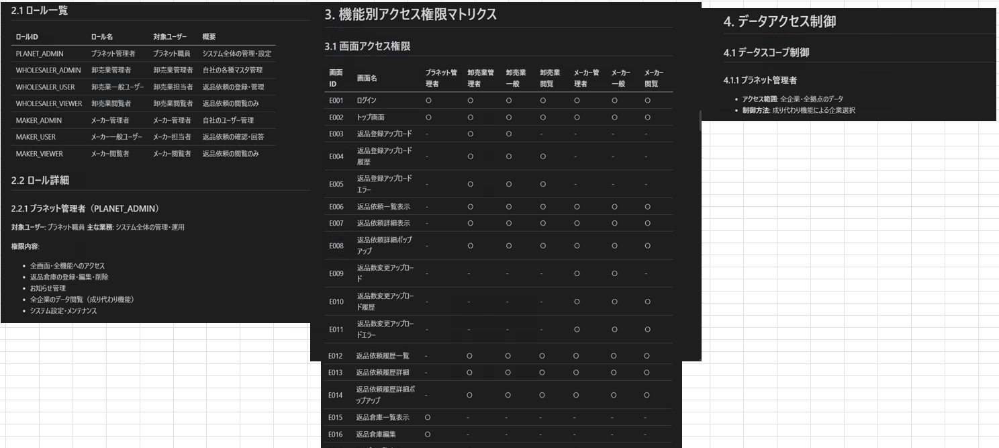 2.1 ロール一覧
ロールID ロール名 対象ユーザー 概要
PLANET_ADMIN プラネット管理者 プラネット職員 システム全体の管理・設定
WHOLESALER_ADMIN 卸売業管理者 卸売業管理者 自社の各種マスタ管理
WHOLESALER_USER 卸売業一般ユーザー 卸売業担当者 返品依頼の登録・管理
WHOLESALER_VIEWER 卸売業閲覧者 卸売業閲覧者 返品依頼の閲覧のみ
MAKER_ADMIN メーカー管理者 メーカー管理者 自社のユーザー管理
MAKER_USER メーカー一般ユーザー メーカー担当者 返品依頼の確認・回答
MAKER_VIEWER メーカー閲覧者 メーカー閲覧者 返品依頼の閲覧のみ
2.2 ロール詳細
2.2.1 プラネット管理者（PLANET_ADMIN）
対象ユーザー: プラネット職員 主な業務: システム全体の管理・運用
権限内容:
• 全画面・全機能へのアクセス
• 返品倉庫の登録・編集・削除
• お知らせ管理
• 全企業のデータ閲覧（成り代わり機能）
• システム設定・メンテナンス
3. 機能別アクセス権限マトリクス
3.1 画面アクセス権限
画面 プラネット管 卸売業管 卸売業 卸売業 メーカー管 メーカー メーカー
ID 画面名 理者 理者 一般 閲覧 理者 一般 閲覧
E001 ログイン ○ ○ ○ ○ ○ ○ ○
E002 トップ画面 ○ ○ ○ ○ ○ ○ ○
E003 返品登録アップロード - ○ ○ - - - -
返品登録アップロード
E004 - ○ ○ ○ - - -
履歴
返品登録アップロード
E005 - ○ ○ ○ - - -
エラー
E006 返品依頼一覧表示 - ○ ○ ○ ○ ○ ○
E007 返品依頼詳細表示 - ○ ○ ○ ○ ○ ○
返品依頼詳細ポップ
E008 - ○ ○ ○ ○ ○ ○
アップ
返品数変更アップロー
E009 - - - - ○ ○ -
ド
返品数変更アップロー
E010 - - - - ○ ○ ○
ド履歴
返品数変更アップロー
E011 - - - - ○ ○ ○
ドエラー
E012 返品依頼履歴一覧 - ○ ○ ○ ○ ○ ○
E013 返品依頼履歴詳細 - ○ ○ ○ ○ ○ ○
返品依頼履歴詳細ポ
E014 - ○ ○ ○ ○ ○ ○
ップアップ
E015 返品倉庫一覧表示 ○ - - - - - -
E016 返品倉庫編集 ○ - - - - - -
4. データアクセス制御
4.1 データスコープ制御
4.1.1 プラネット管理者
• アクセス範囲: 全企業・全拠点のデータ
• 制御方法: 成り代わり機能による企業選択